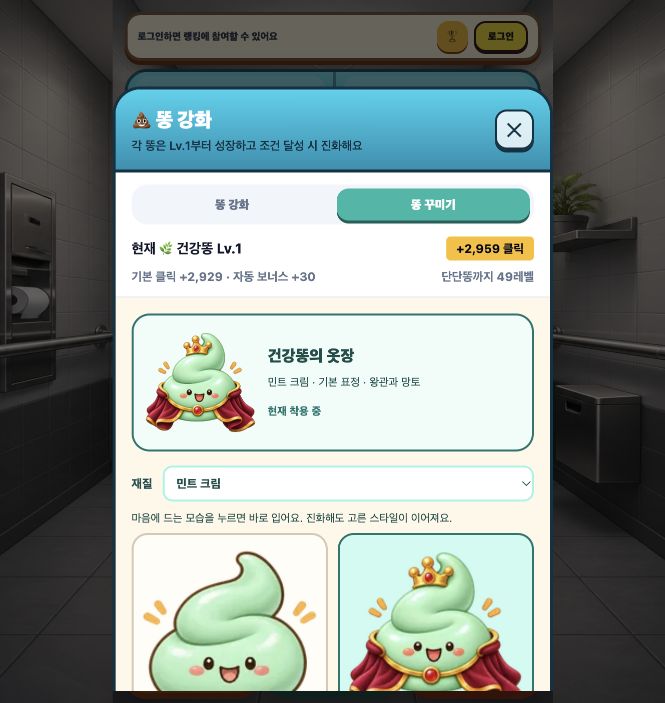 로그인하면 랭킹에 참여할 수 있어요
로그인
똥 강화
각 똥은 Lv.1부터 성장하고 조건 달성 시 진화해요
똥 강화
똥 꾸미기
현재 🌿 건강똥 Lv.1
+2,959 클릭
기본 클릭 +2,929 · 자동 보너스 +30
단단똥까지 49레벨
건강똥의 옷장
민트 크림 · 기본 표정 · 왕관과 망토
현재 착용 중
재질
민트 크림
마음에 드는 모습을 누르면 바로 입어요. 진화해도 고른 스타일이 이어져요.